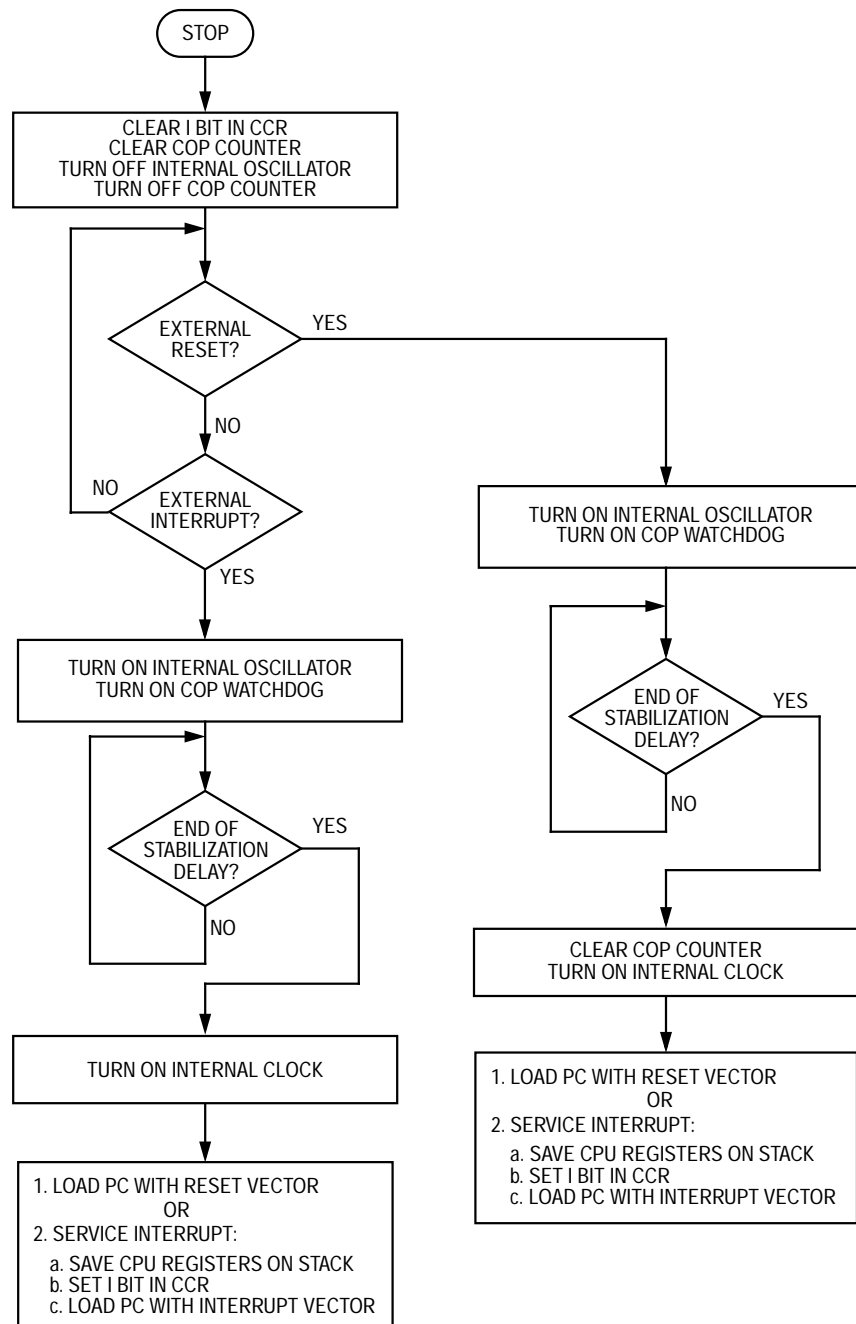 STOP
CLEAR I BIT IN CCR
CLEAR COP COUNTER
TURN OFF INTERNAL OSCILLATOR
TURN OFF COP COUNTER
EXTERNAL
RESET?
YES
NO
EXTERNAL
INTERRUPT?
NO
YES
TURN ON INTERNAL OSCILLATOR
TURN ON COP WATCHDOG
END OF
STABILIZATION
DELAY?
YES
NO
TURN ON INTERNAL CLOCK
1. LOAD PC WITH RESET VECTOR
OR
2. SERVICE INTERRUPT:
a. SAVE CPU REGISTERS ON STACK
b. SET I BIT IN CCR
c. LOAD PC WITH INTERRUPT VECTOR
TURN ON INTERNAL OSCILLATOR
TURN ON COP WATCHDOG
END OF
STABILIZATION
DELAY?
YES
NO
CLEAR COP COUNTER
TURN ON INTERNAL CLOCK
1. LOAD PC WITH RESET VECTOR
OR
2. SERVICE INTERRUPT:
a. SAVE CPU REGISTERS ON STACK
b. SET I BIT IN CCR
c. LOAD PC WITH INTERRUPT VECTOR